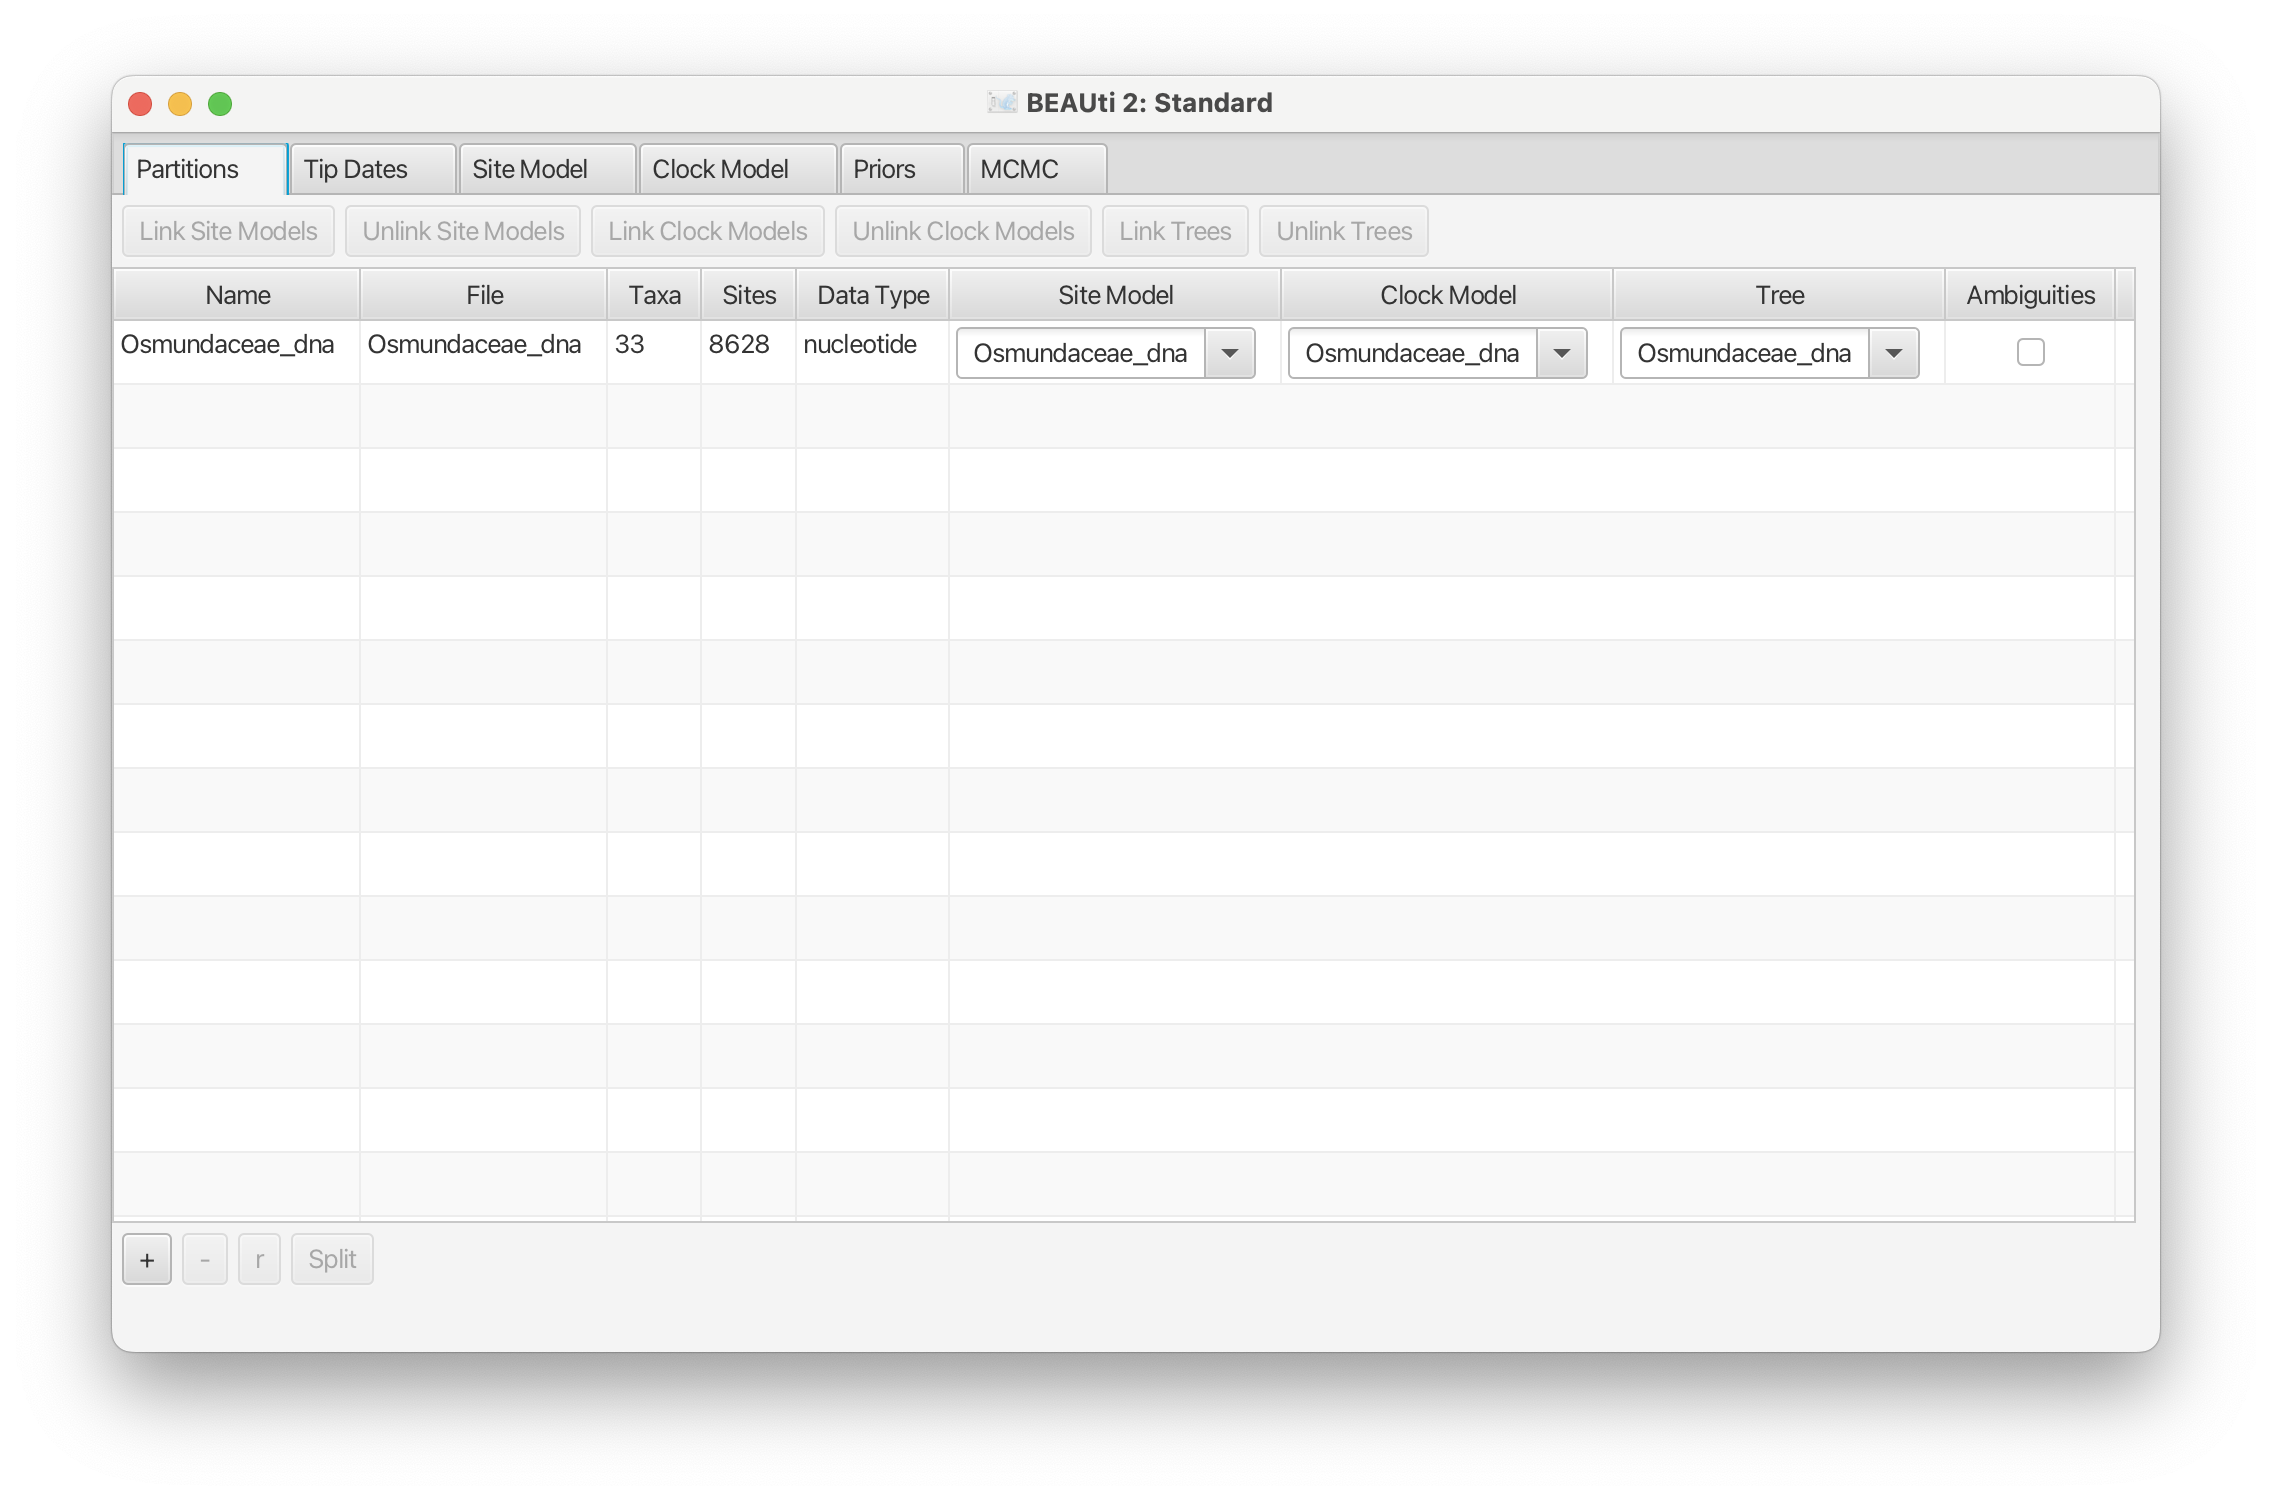 BEAUti 2: Standard
Partitions Tip Dates Site Model Clock Model Priors MCMC
Link Site Models Unlink Site Models Link Clock Models Unlink Clock Models Link Trees Unlink Trees
Name File Taxa Sites Data Type Site Model Clock Model Tree Ambiguities
Osmundaceae_dna Osmundaceae_dna 33 8628 nucleotide Osmundaceae_dna Osmundaceae_dna Osmundaceae_dna
+ - r Split